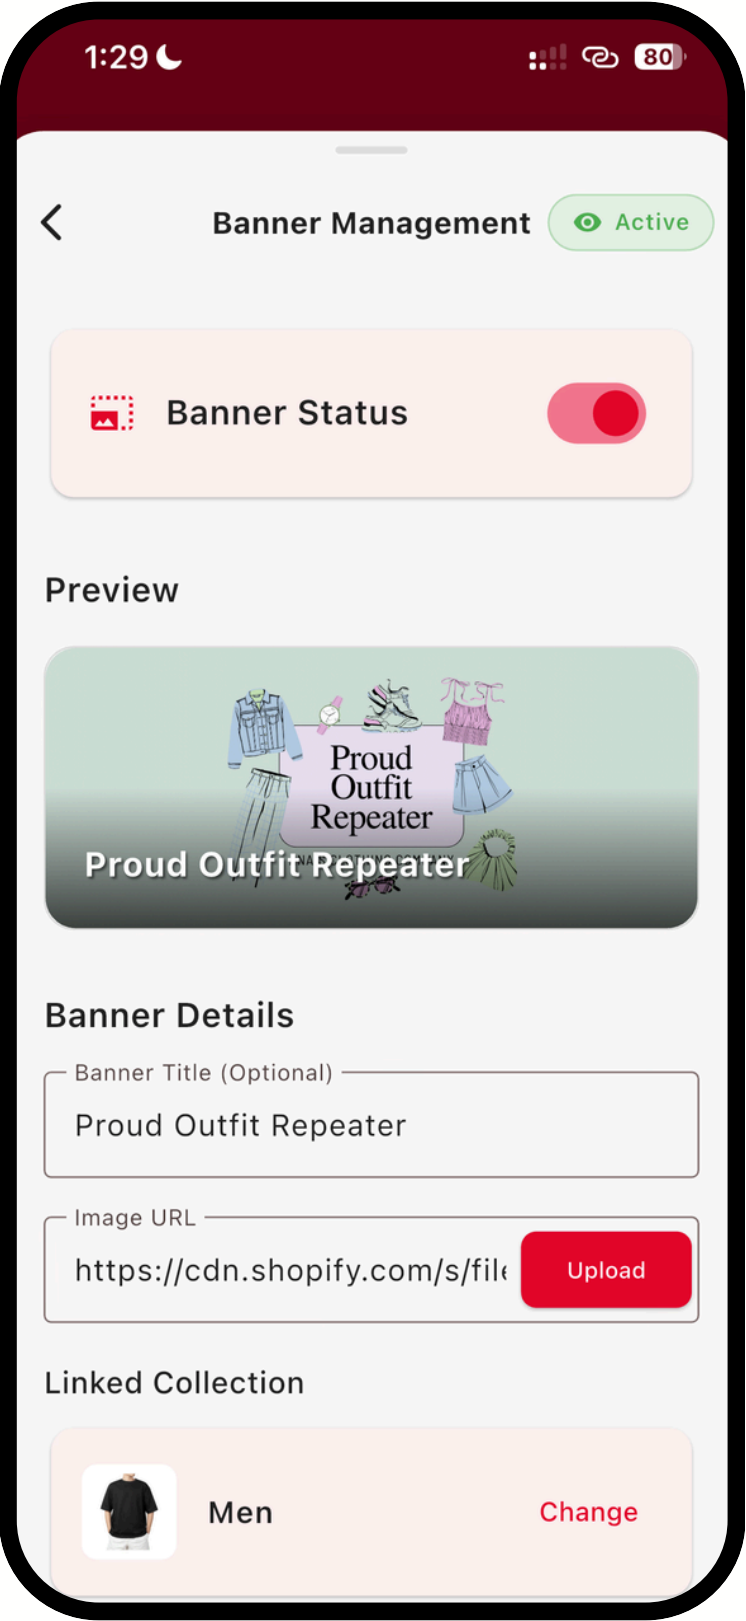 1:29
80
Banner Management
Active
Banner Status
Preview
Proud
Outfit
Repeater
Proud Outfit Repeater
Banner Details
Banner Title (Optional)
Proud Outfit Repeater
Image URL
https://cdn.shopify.com/s/file
Upload
Linked Collection
Men
Change